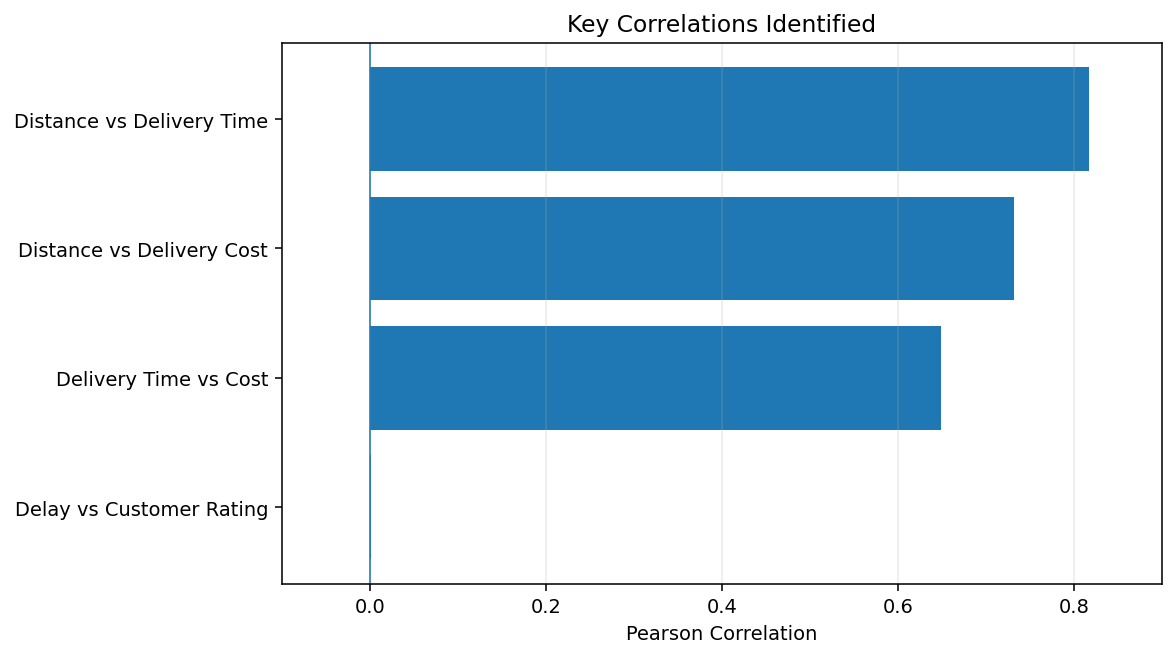 Key Correlations Identified
Distance vs Delivery Time
Distance vs Delivery Cost
Delivery Time vs Cost
Delay vs Customer Rating
0.0 0.2 0.4 0.6 0.8
Pearson Correlation